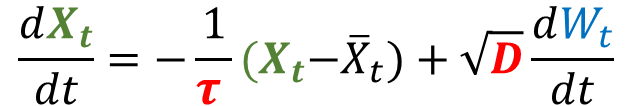 dX_t/dt = −1/τ (X_t−X̄_t) + √D dW_t/dt